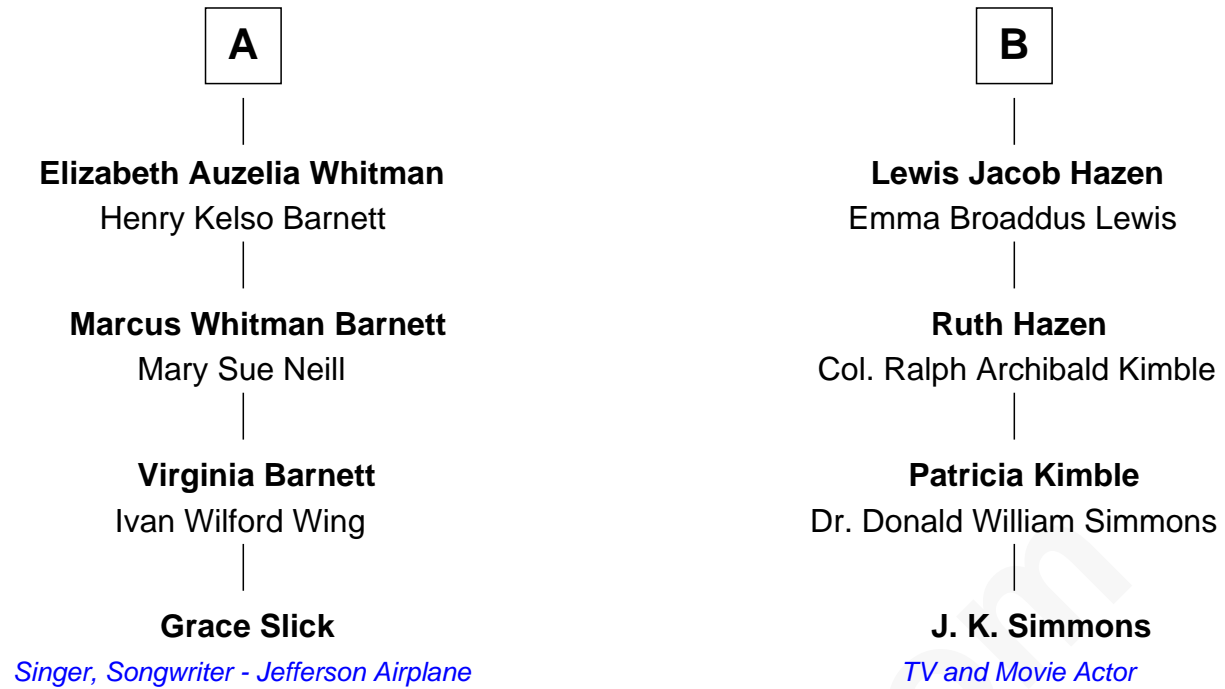 A
Elizabeth Auzelia Whitman
Henry Kelso Barnett
Marcus Whitman Barnett
Mary Sue Neill
Virginia Barnett
Ivan Wilford Wing
Grace Slick
Singer, Songwriter - Jefferson Airplane
B
Lewis Jacob Hazen
Emma Broaddus Lewis
Ruth Hazen
Col. Ralph Archibald Kimble
Patricia Kimble
Dr. Donald William Simmons
J. K. Simmons
TV and Movie Actor